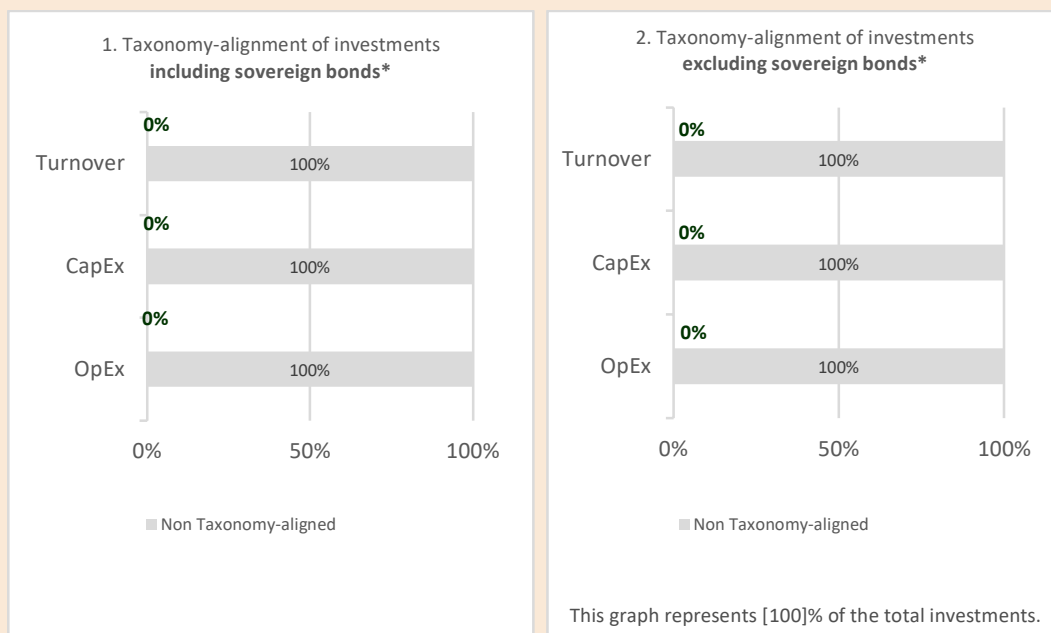 1. Taxonomy-alignment of investments
including sovereign bonds*
0%
Turnover
100%
0%
CapEx
100%
0%
OpEx
100%
0% 50% 100%
Non Taxonomy-aligned
2. Taxonomy-alignment of investments
excluding sovereign bonds*
0%
Turnover
100%
0%
CapEx
100%
0%
OpEx
100%
0% 50% 100%
Non Taxonomy-aligned
This graph represents [100]% of the total investments.